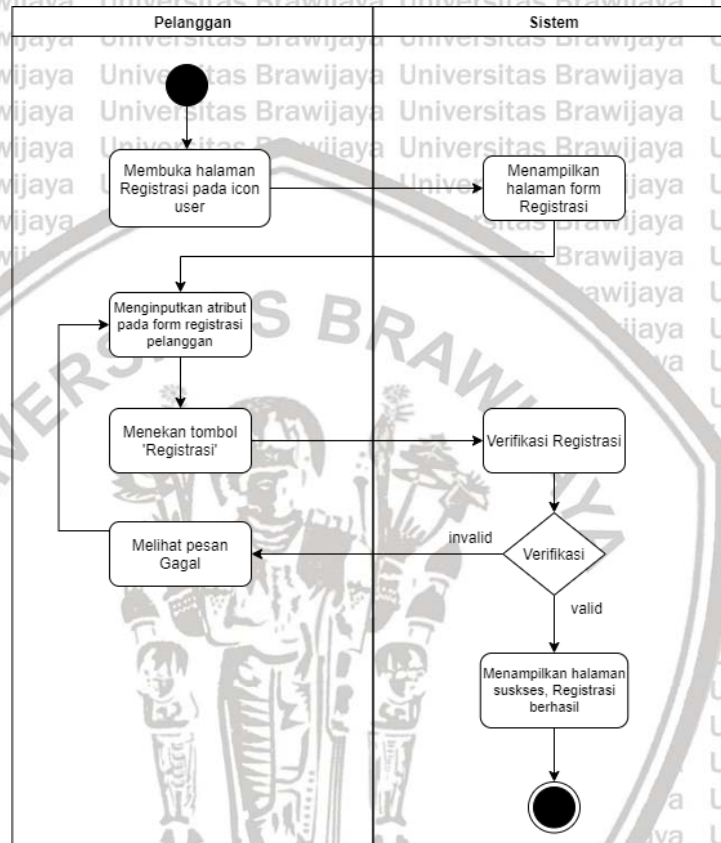 Pelanggan
Sistem
Membuka halaman
Registrasi pada icon
user
Menampilkan
halaman form
Registrasi
Menginputkan atribut
pada form registrasi
pelanggan
Menekan tombol
'Registrasi'
Verifikasi Registrasi
Verifikasi
invalid
Melihat pesan
Gagal
valid
Menampilkan halaman
suskses, Registrasi
berhasil